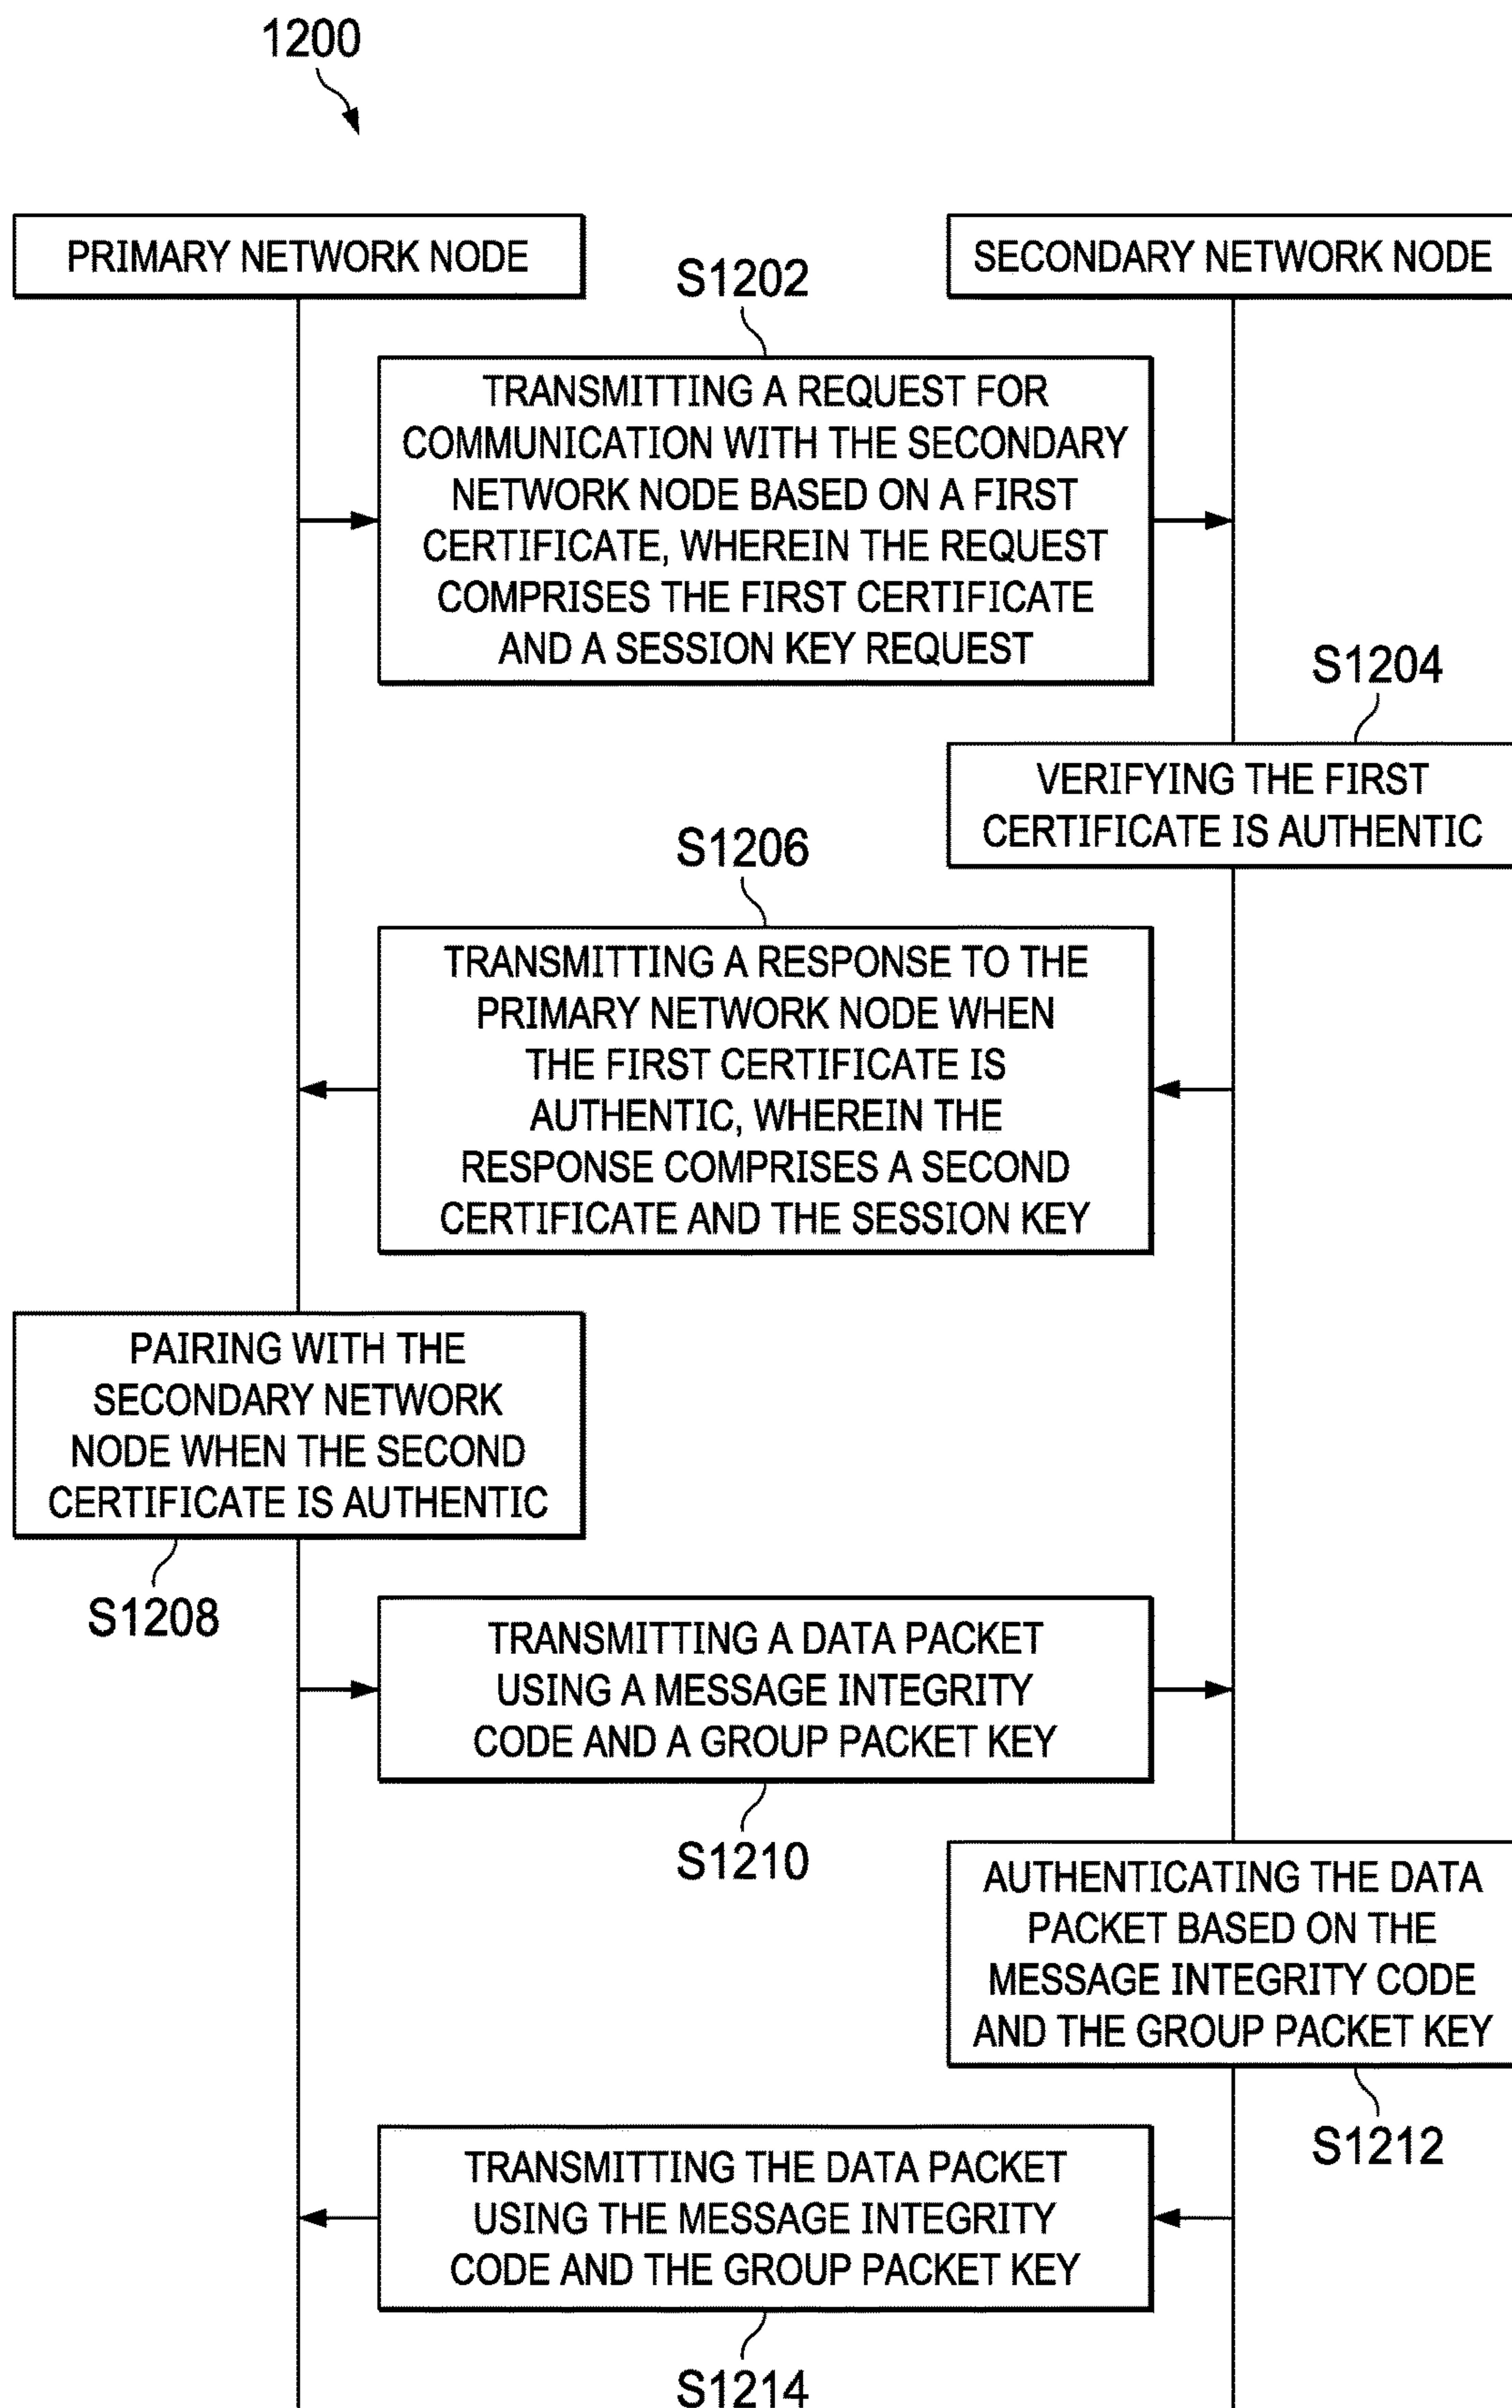 1200
PRIMARY NETWORK NODE
SECONDARY NETWORK NODE
S1202
TRANSMITTING A REQUEST FOR
COMMUNICATION WITH THE SECONDARY
NETWORK NODE BASED ON A FIRST
CERTIFICATE, WHEREIN THE REQUEST
COMPRISES THE FIRST CERTIFICATE
AND A SESSION KEY REQUEST
S1204
VERIFYING THE FIRST
CERTIFICATE IS AUTHENTIC
S1206
TRANSMITTING A RESPONSE TO THE
PRIMARY NETWORK NODE WHEN
THE FIRST CERTIFICATE IS
AUTHENTIC, WHEREIN THE
RESPONSE COMPRISES A SECOND
CERTIFICATE AND THE SESSION KEY
PAIRING WITH THE
SECONDARY NETWORK
NODE WHEN THE SECOND
CERTIFICATE IS AUTHENTIC
S1208
TRANSMITTING A DATA PACKET
USING A MESSAGE INTEGRITY
CODE AND A GROUP PACKET KEY
S1210
AUTHENTICATING THE DATA
PACKET BASED ON THE
MESSAGE INTEGRITY CODE
AND THE GROUP PACKET KEY
S1212
TRANSMITTING THE DATA PACKET
USING THE MESSAGE INTEGRITY
CODE AND THE GROUP PACKET KEY
S1214